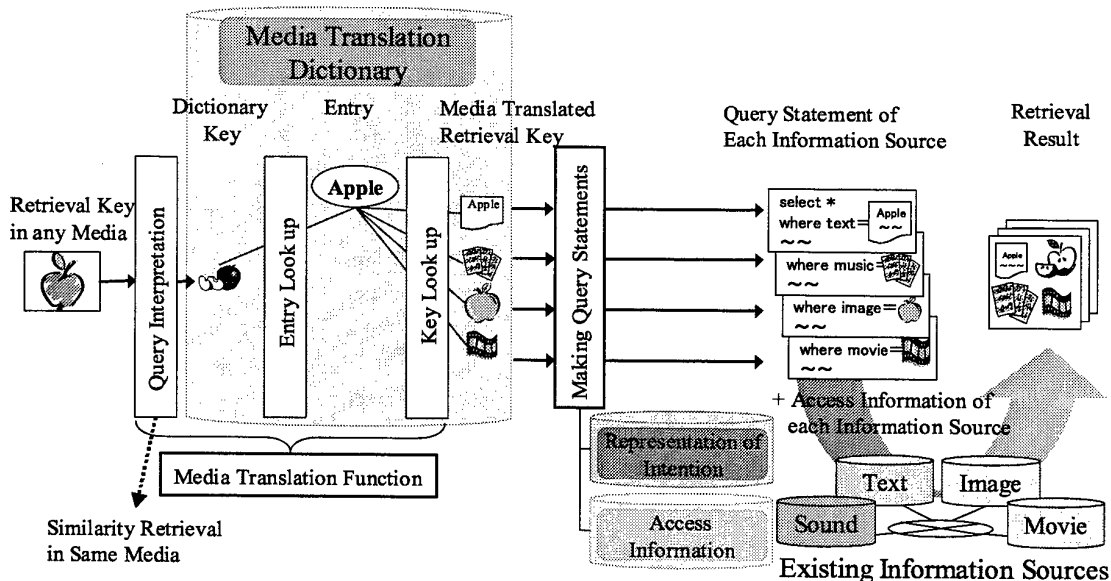 Media Translation
Dictionary
Dictionary
Key
Entry
Media Translated
Retrieval Key
Query Statement of
Each Information Source
Retrieval
Result
Retrieval Key
in any Media
Query Interpretation
Entry Look up
Apple
Key Look up
Apple
Making Query Statements
select *
where text=
Apple
~~
~~
where music=
~~
where image=
~~
where movie=
~~
Apple
~~~
+ Access Information of
each Information Source
Media Translation Function
Similarity Retrieval
in Same Media
Representation of
Intention
Access
Information
Text
Image
Sound
Movie
Existing Information Sources